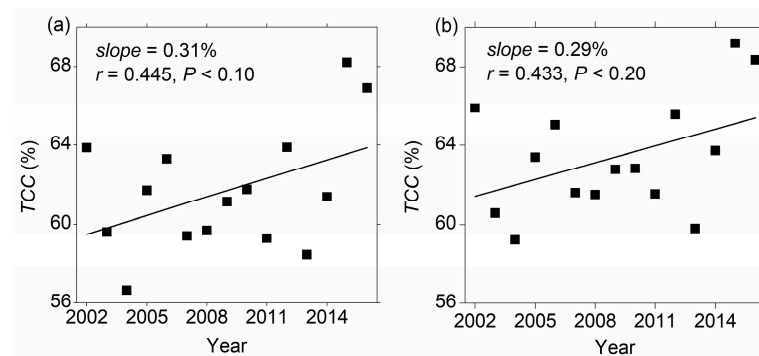 (a)
slope = 0.31%
r = 0.445, P < 0.10
TCC (%)
68
64
60
56
2002 2005 2008 2011 2014
Year
(b)
slope = 0.29%
r = 0.433, P < 0.20
TCC (%)
68
64
60
56
2002 2005 2008 2011 2014
Year